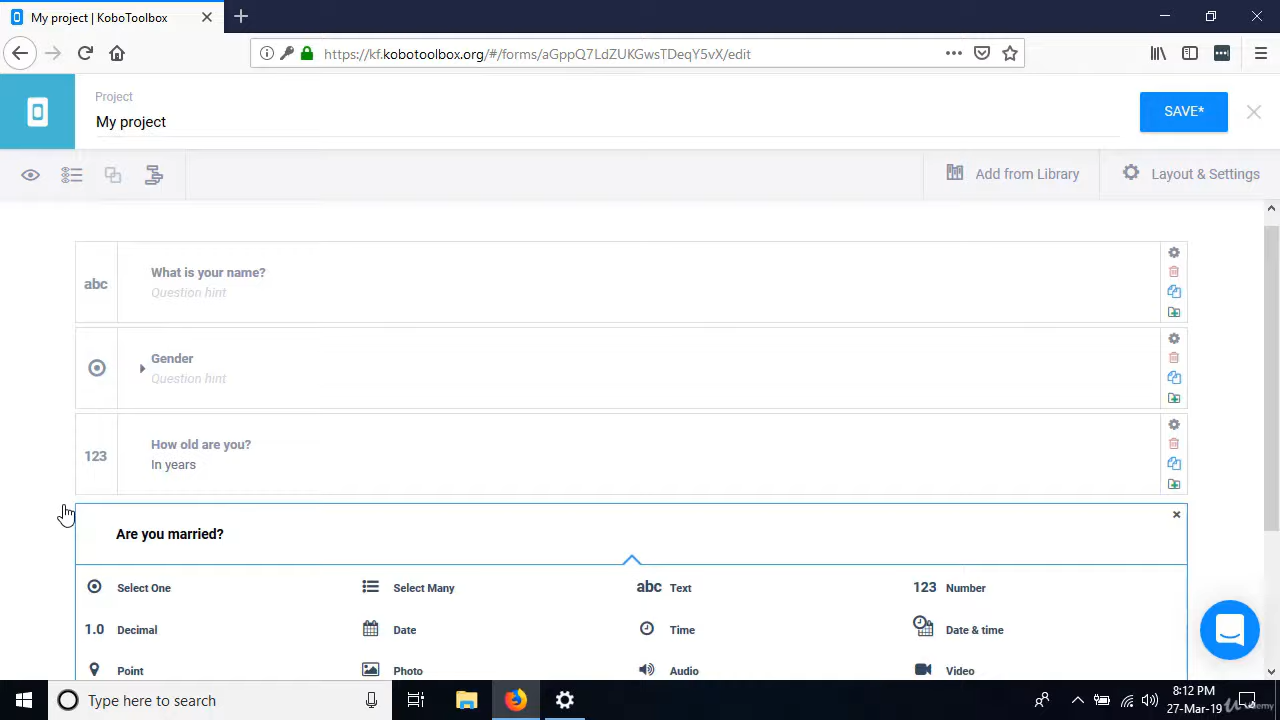 My project | KoboToolbox
https://kf.kobotoolbox.org/#/forms/aGppQ7LdZUKGwsTDeqY5vX/edit
Project
My project
SAVE*
Add from Library
Layout & Settings
abc
What is your name?
Question hint
Gender
Question hint
123
How old are you?
In years
Are you married?
Select One
Select Many
abc Text
123 Number
1.0 Decimal
Date
Time
Date & time
Point
Photo
Audio
Video
Type here to search
8:12 PM
27-Mar-19
Udemy